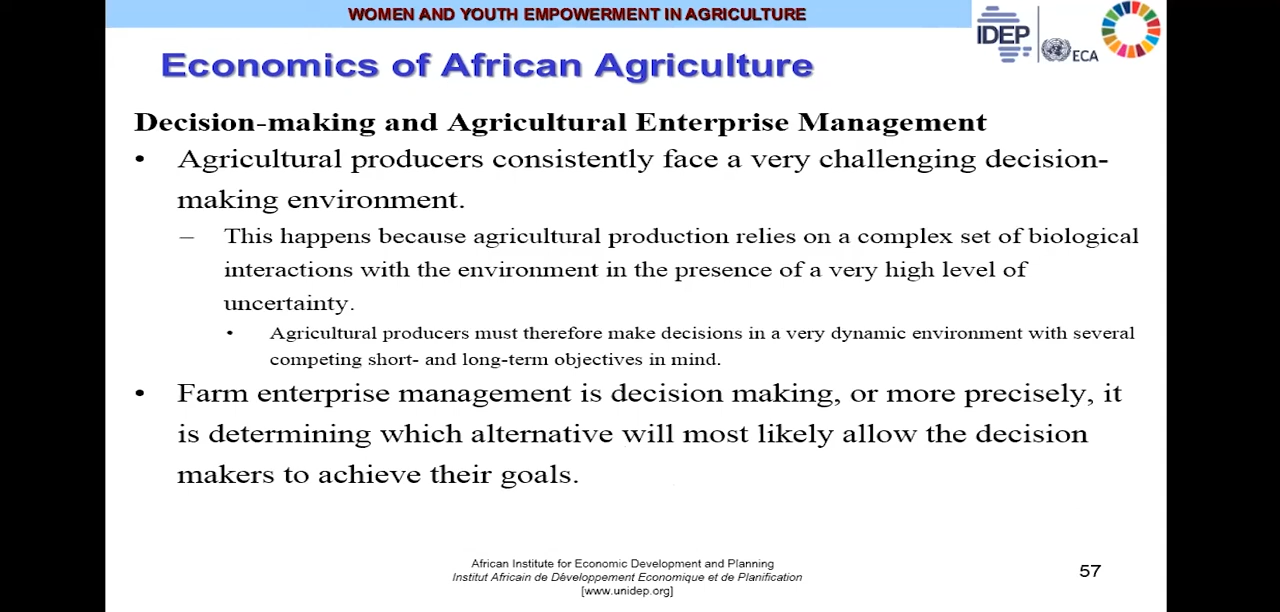 WOMEN AND YOUTH EMPOWERMENT IN AGRICULTURE
IDEP
ECA
Economics of African Agriculture
Decision-making and Agricultural Enterprise Management
• Agricultural producers consistently face a very challenging decision-
making environment.
– This happens because agricultural production relies on a complex set of biological
interactions with the environment in the presence of a very high level of
uncertainty.
• Agricultural producers must therefore make decisions in a very dynamic environment with several
competing short- and long-term objectives in mind.
• Farm enterprise management is decision making, or more precisely, it
is determining which alternative will most likely allow the decision
makers to achieve their goals.
African Institute for Economic Development and Planning
Institut Africain de Développement Economique et de Planification
[www.unidep.org]
57